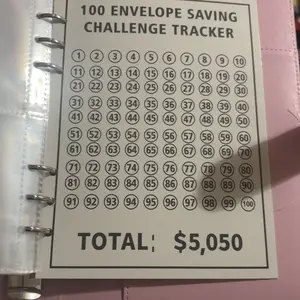 100 ENVELOPE SAVING
CHALLENGE TRACKER
1 2 3 4 5 6 7 8 9 10
11 12 13 14 15 16 17 18 19 20
21 22 23 24 25 26 27 28 29 30
31 32 33 34 35 36 37 38 39 40
41 42 43 44 45 46 47 48 49 50
51 52 53 54 55 56 57 58 59 60
61 62 63 64 65 66 67 68 69 70
71 72 73 74 75 76 77 78 79 80
81 82 83 84 85 86 87 88 89 90
91 92 93 94 95 96 97 98 99 100
TOTAL: $5,050